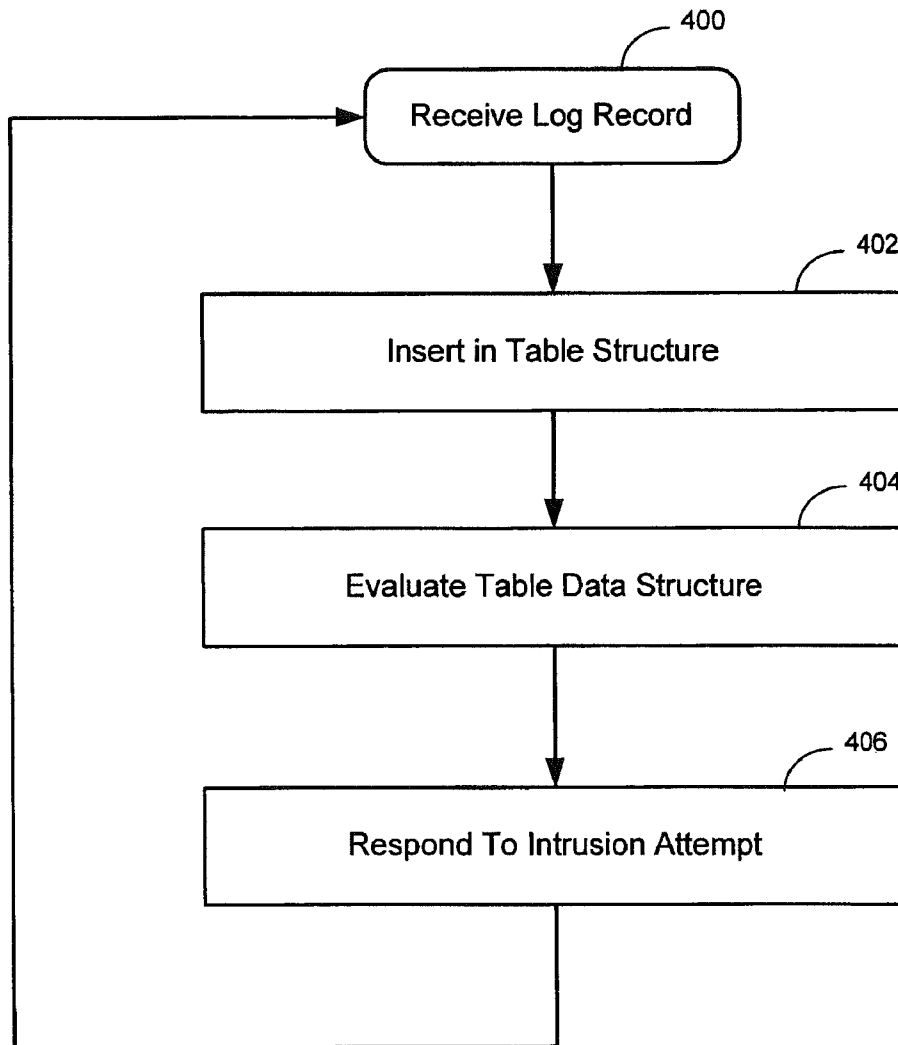 400
Receive Log Record
402
Insert in Table Structure
404
Evaluate Table Data Structure
406
Respond To Intrusion Attempt